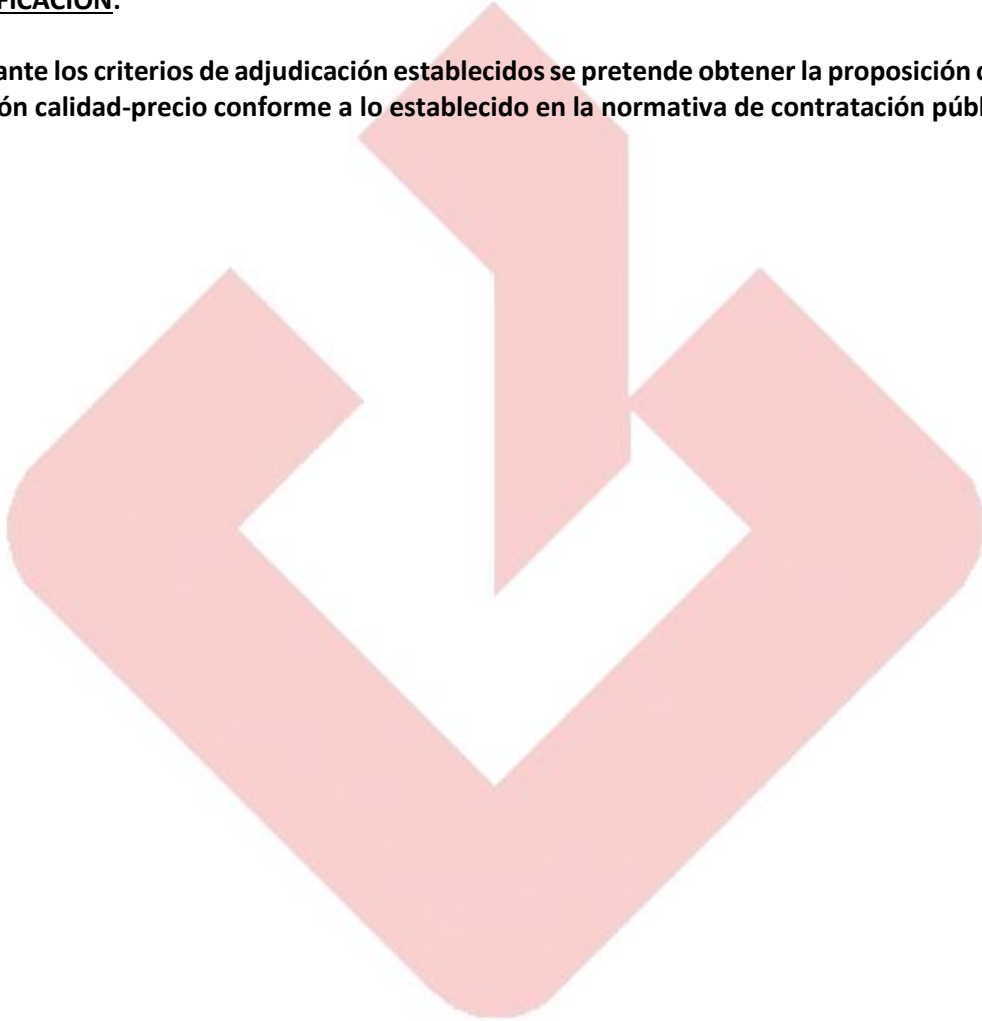 FICACIÓN:
ante los criterios de adjudicación establecidos se pretende obtener la proposición
ón calidad-precio conforme a lo establecido en la normativa de contratación